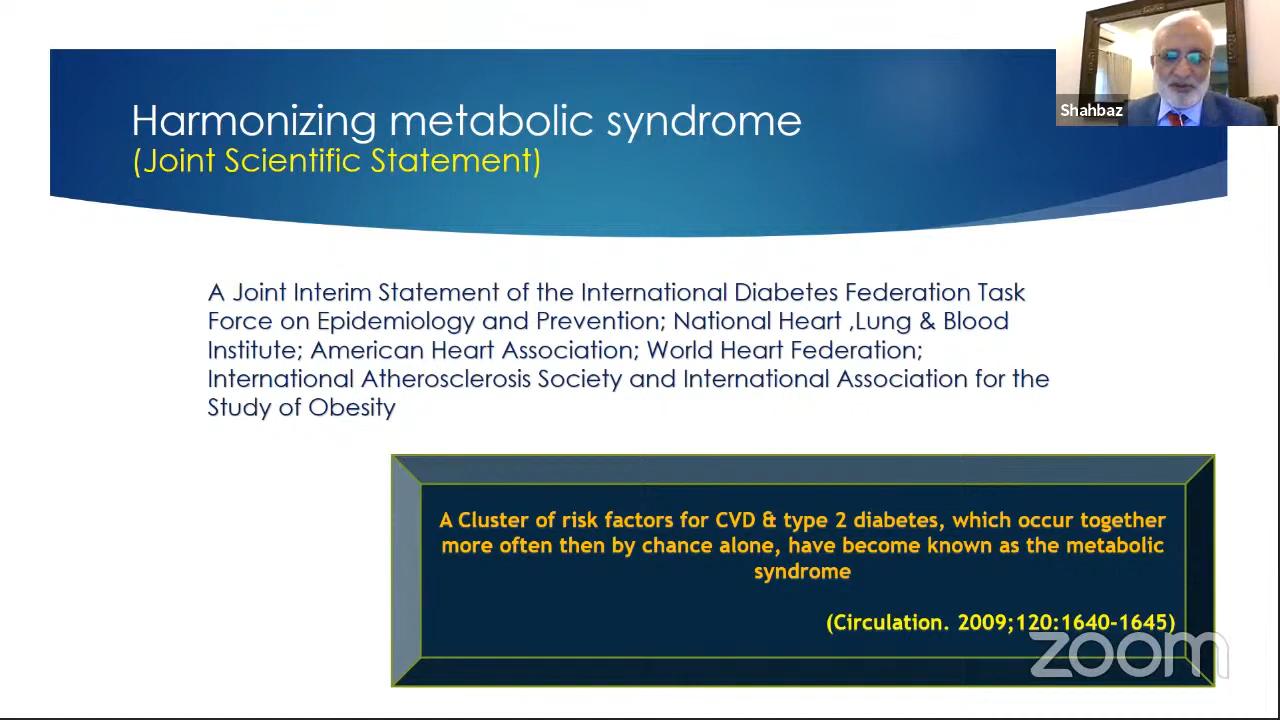 Harmonizing metabolic syndrome
(Joint Scientific Statement)
Shahbaz
A Joint Interim Statement of the International Diabetes Federation Task
Force on Epidemiology and Prevention; National Heart ,Lung & Blood
Institute; American Heart Association; World Heart Federation;
International Atherosclerosis Society and International Association for the
Study of Obesity
A Cluster of risk factors for CVD & type 2 diabetes, which occur together
more often then by chance alone, have become known as the metabolic
syndrome
(Circulation. 2009;120:1640-1645)
zoom